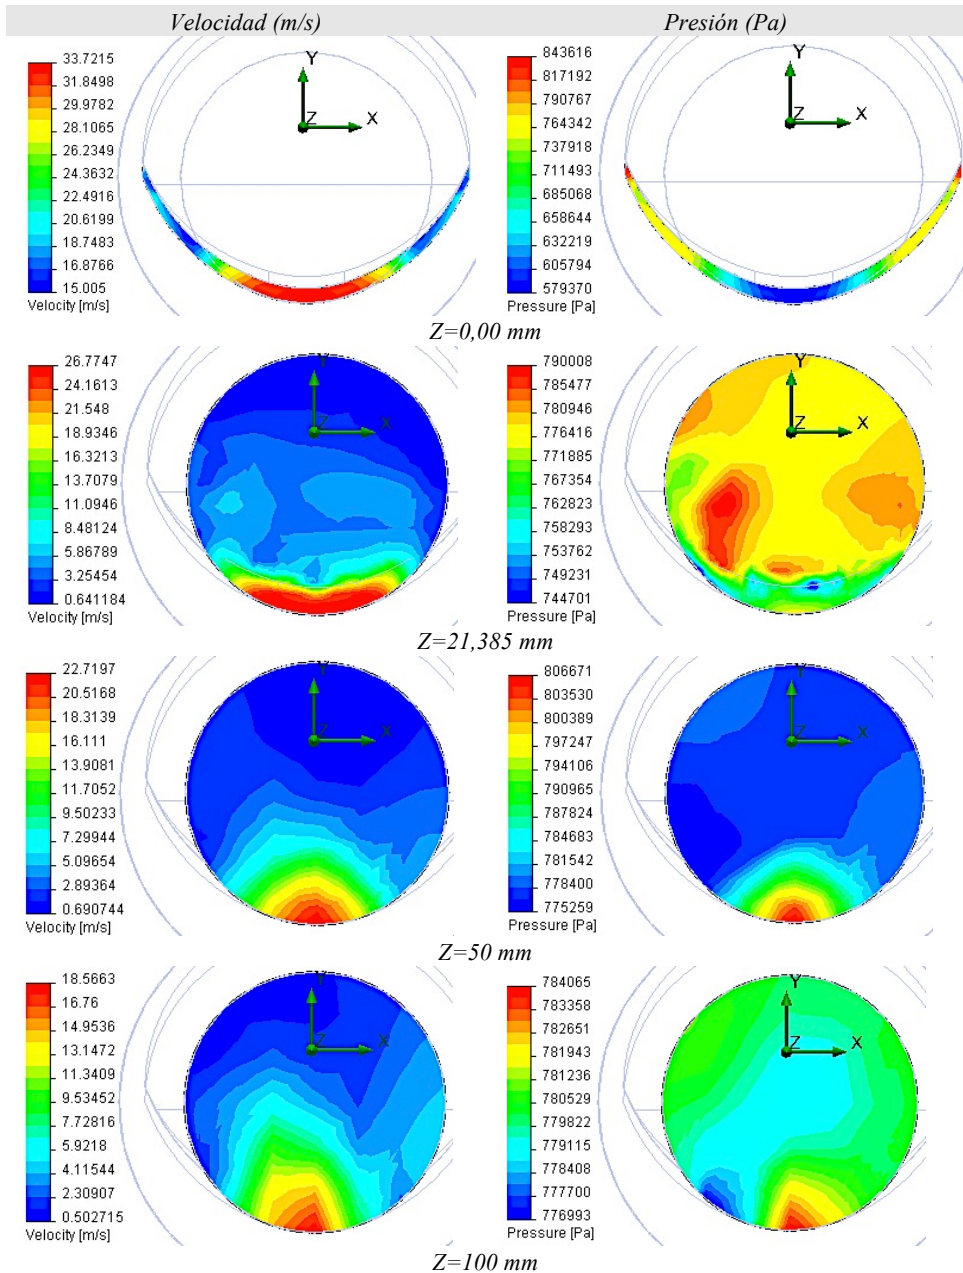 Velocidad (m/s)
Presión (Pa)
33.7215
31.8498
29.9782
28.1065
26.2349
24.3632
22.4916
20.6199
18.7483
16.8766
15.005
Velocity [m/s]
Y
Z
X
843616
817192
790767
764342
737918
711493
685068
658644
632219
605794
579370
Pressure [Pa]
Y
Z
X
Z=0,00 mm
26.7747
24.1613
21.548
18.9346
16.3213
13.7079
11.0946
8.48124
5.86789
3.25454
0.641184
Velocity [m/s]
Y
Z
X
790008
785477
780946
776416
771885
767354
762823
758293
753762
749231
744701
Pressure [Pa]
Y
Z
X
Z=21,385 mm
22.7197
20.5168
18.3139
16.111
13.9081
11.7052
9.50233
7.29944
5.09654
2.89364
0.690744
Velocity [m/s]
Y
Z
X
806671
803530
800389
797247
794106
790965
787824
784683
781542
778400
775259
Pressure [Pa]
Y
Z
X
Z=50 mm
18.5663
16.76
14.9536
13.1472
11.3409
9.53452
7.72816
5.9218
4.11544
2.30907
0.502715
Velocity [m/s]
Y
Z
X
784065
783358
782651
781943
781236
780529
779822
779115
778408
777700
776993
Pressure [Pa]
Y
Z
X
Z=100 mm